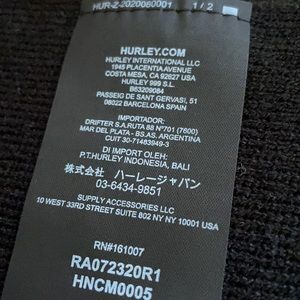 HUR-Z-2020060001 1 / 2
HURLEY.COM
HURLEY INTERNATIONAL LLC
1945 PLACENTIA AVENUE
COSTA MESA, CA 92827 USA
HURLEY 999 S.L.
B63209084
PASSEIG DE SANT GERVASI, 51
08022 BARCELONA SPAIN
IMPORTADOR:
DRIFTER S.A.RUTA 88 N°701 (7600)
MAR DEL PLATA - BS.AS. ARGENTINA
CUIT 30-71483949-3
DI IMPORT OLEH:
P.T.HURLEY INDONESIA, BALI
株式会社 ハーレージャパン
03-6434-9851
SUPPLY ACCESSORIES LLC
10 WEST 33RD STREET SUITE 802 NY NY 10001 USA
RN#161007
RA072320R1
HNCM0005